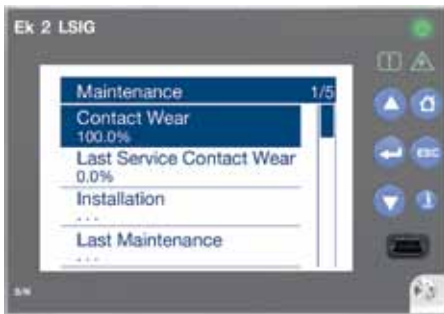 Ek 2 LSIG
Maintenance 1/5
Contact Wear
100.0%
Last Service Contact Wear
0.0%
Installation
...
Last Maintenance
...
ESC